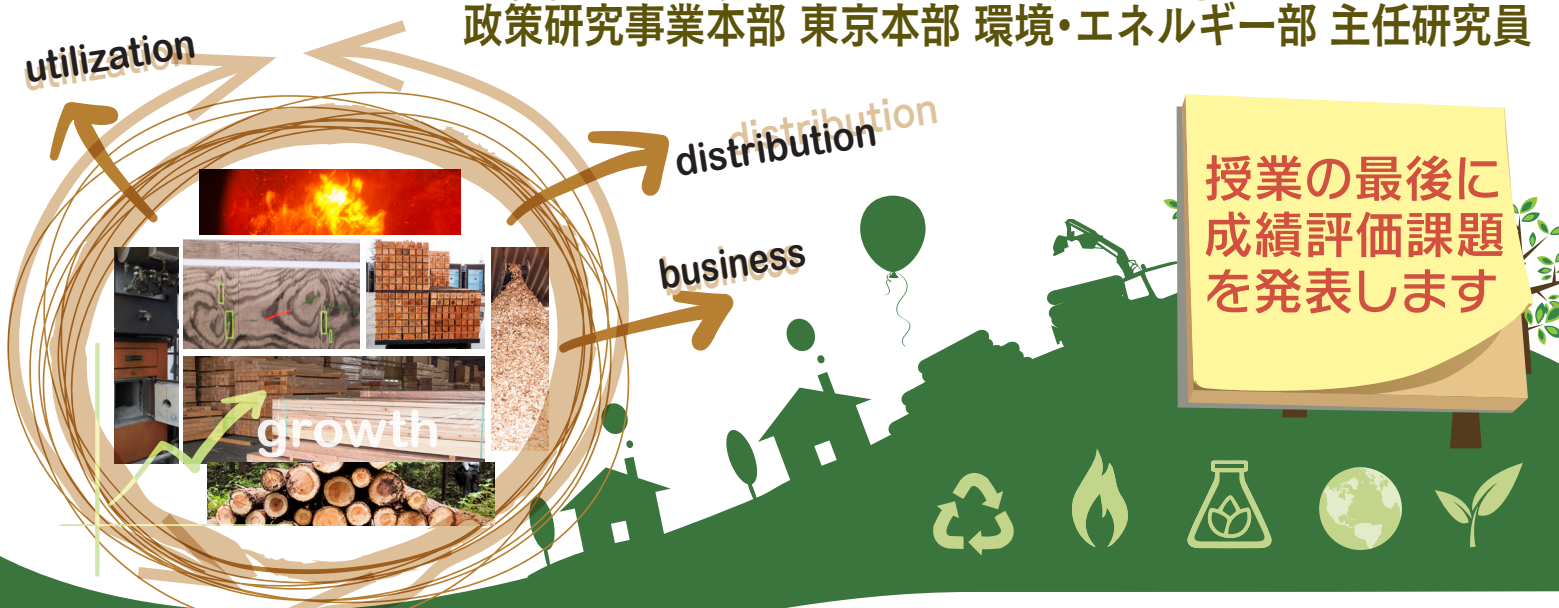 政策研究事業本部 東京本部 環境・エネルギー部 主任研究員
utilization
distribution
business
growth
授業の最後に
成績評価課題
を発表します